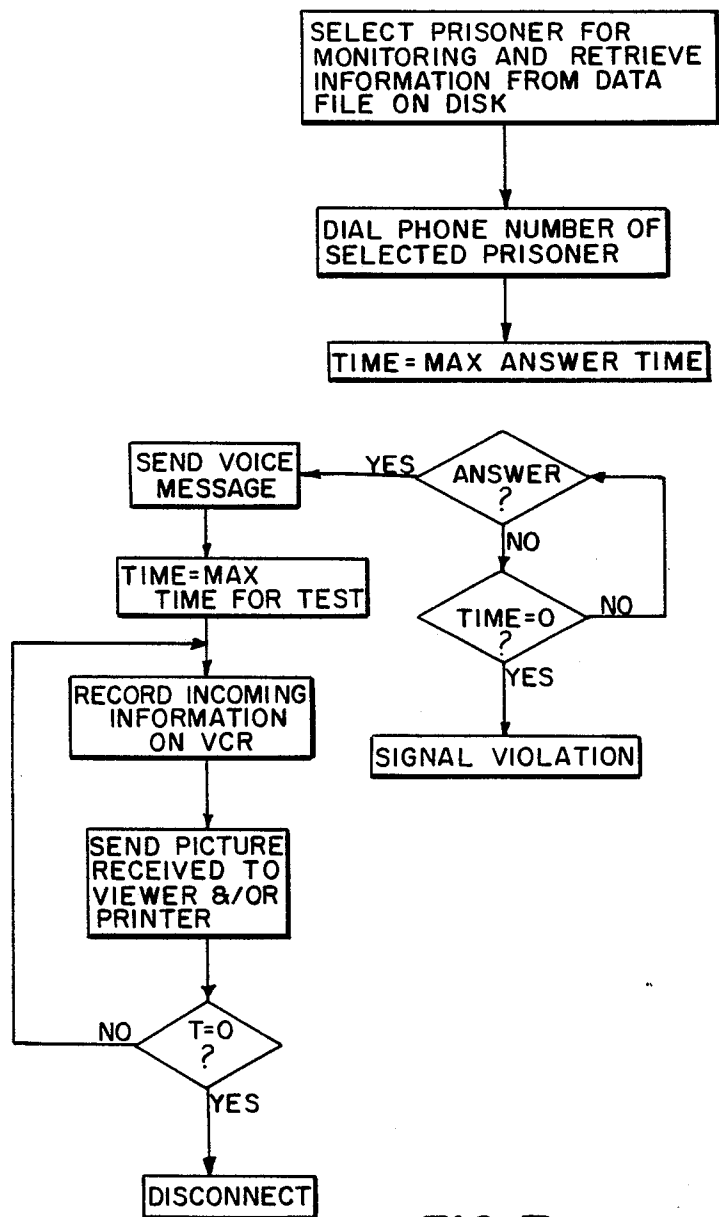 SELECT PRISONER FOR
MONITORING AND RETRIEVE
INFORMATION FROM DATA
FILE ON DISK
DIAL PHONE NUMBER OF
SELECTED PRISONER
TIME=MAX ANSWER TIME
ANSWER
?
YES
NO
SEND VOICE
MESSAGE
TIME=0
?
NO
YES
TIME=MAX
TIME FOR TEST
SIGNAL VIOLATION
RECORD INCOMING
INFORMATION
ON VCR
SEND PICTURE
RECEIVED TO
VIEWER &/OR
PRINTER
T=0
?
NO
YES
DISCONNECT